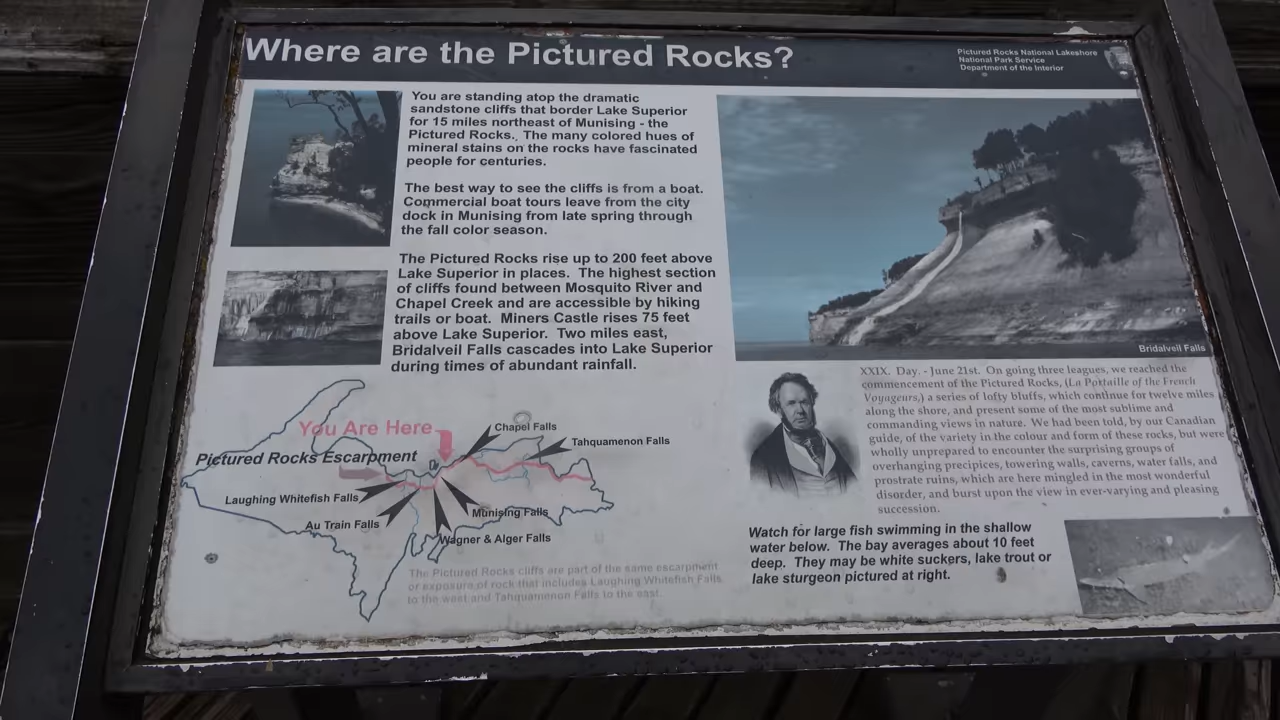 Where are the Pictured Rocks?
Pictured Rocks National Lakeshore
National Park Service
Department of the Interior
You are standing atop the dramatic
sandstone cliffs that border Lake Superior
for 15 miles northeast of Munising - the
Pictured Rocks. The many colored hues of
mineral stains on the rocks have fascinated
people for centuries.
The best way to see the cliffs is from a boat.
Commercial boat tours leave from the city
dock in Munising from late spring through
the fall color season.
The Pictured Rocks rise up to 200 feet above
Lake Superior in places. The highest section
of cliffs found between Mosquito River and
Chapel Creek and are accessible by hiking
trails or boat. Miners Castle rises 75 feet
above Lake Superior. Two miles east,
Bridalveil Falls cascades into Lake Superior
during times of abundant rainfall.
Bridalveil Falls
XXIX. Day. - June 21st. On going three leagues, we reached the
commencement of the Pictured Rocks, (La Portaille of the French
Voyageurs,) a series of lofty bluffs, which continue for twelve miles
along the shore, and present some of the most sublime and
commanding views in nature. We had been told, by our Canadian
guide, of the variety in the colour and form of these rocks, but were
wholly unprepared to encounter the surprising groups of
overhanging precipices, towering walls, caverns, water falls, and
prostrate ruins, which are here mingled in the most wonderful
disorder, and burst upon the view in ever-varying and pleasing
succession.
You Are Here
Chapel Falls
Tahquamenon Falls
Pictured Rocks Escarpment
Laughing Whitefish Falls
Munising Falls
Au Train Falls
Wagner & Alger Falls
The Pictured Rocks cliffs are part of the same escarpment
or exposure of rock that includes Laughing Whitefish Falls
to the west and Tahquamenon Falls to the east.
Watch for large fish swimming in the shallow
water below. The bay averages about 10 feet
deep. They may be white suckers, lake trout or
lake sturgeon pictured at right.